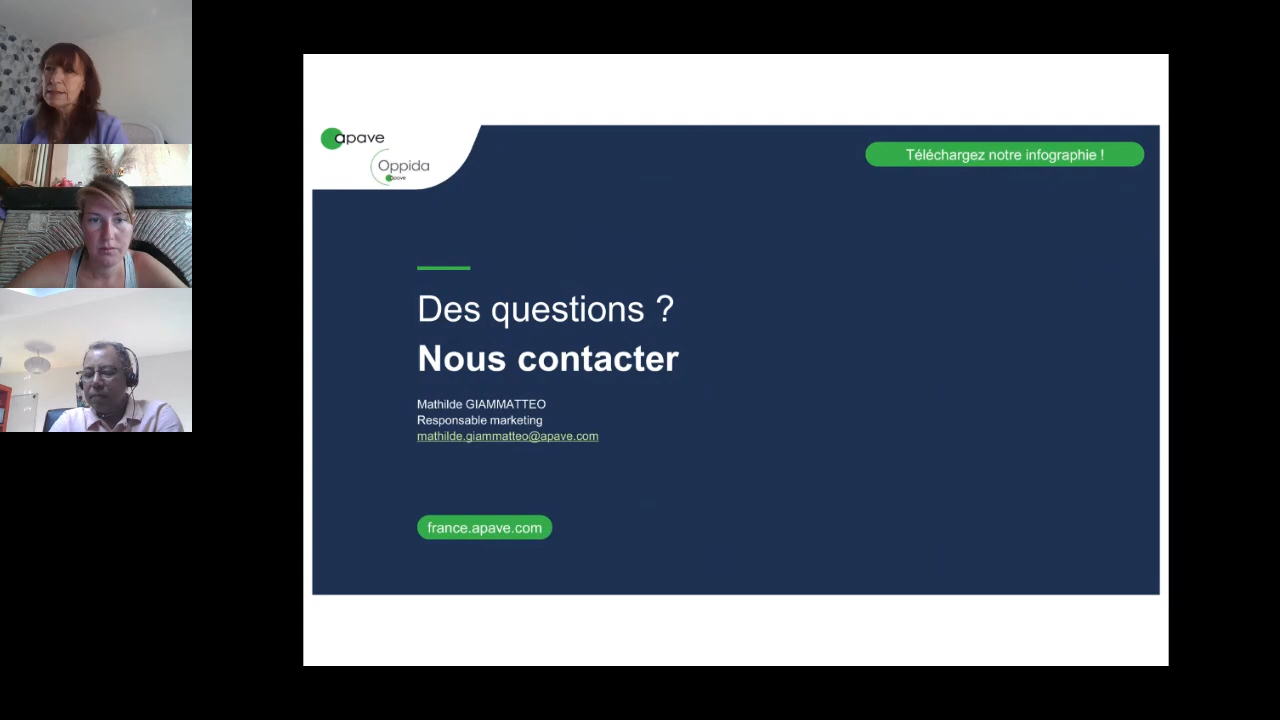 apave
Oppida
apave
Téléchargez notre infographie !
Des questions ?
Nous contacter
Mathilde GIAMMATTEO
Responsable marketing
mathilde.giammatteo@apave.com
france.apave.com